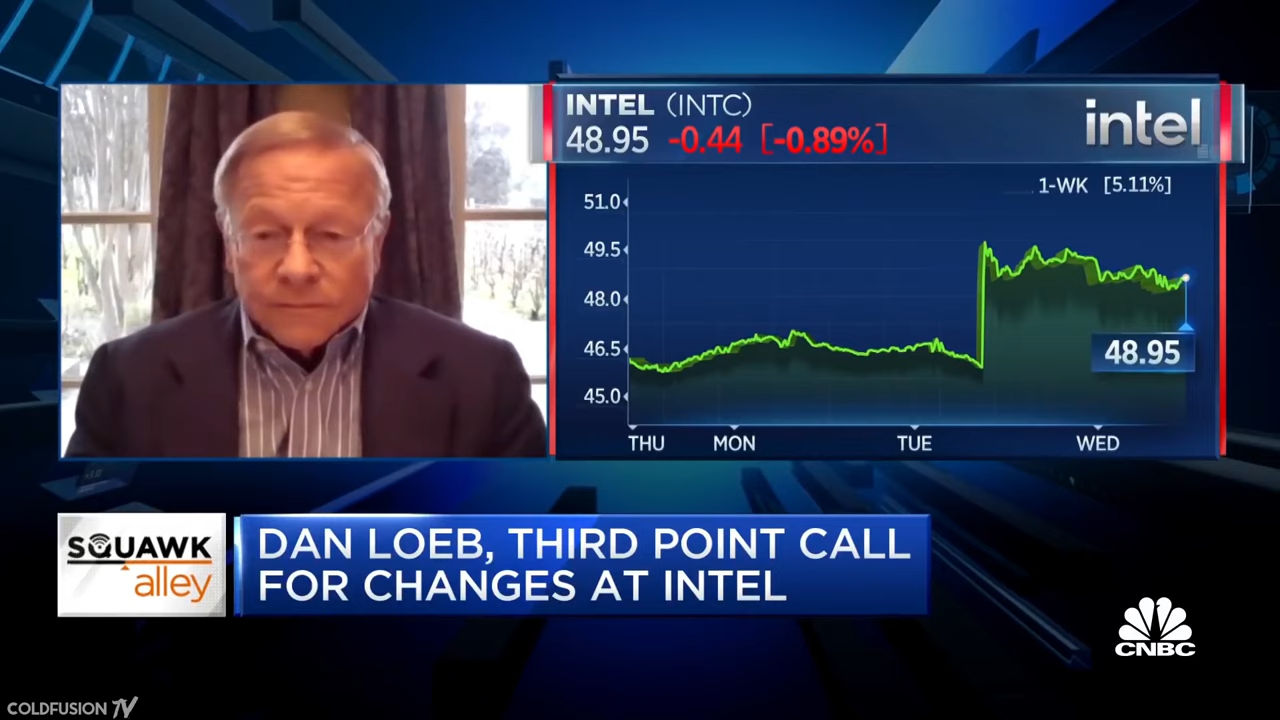 INTEL (INTC)
48.95 -0.44 [-0.89%]
intel
1-WK [5.11%]
51.0
49.5
48.0
46.5
45.0
48.95
THU MON TUE WED
SQUAWK
alley
DAN LOEB, THIRD POINT CALL
FOR CHANGES AT INTEL
CNBC
COLDFUSION TV